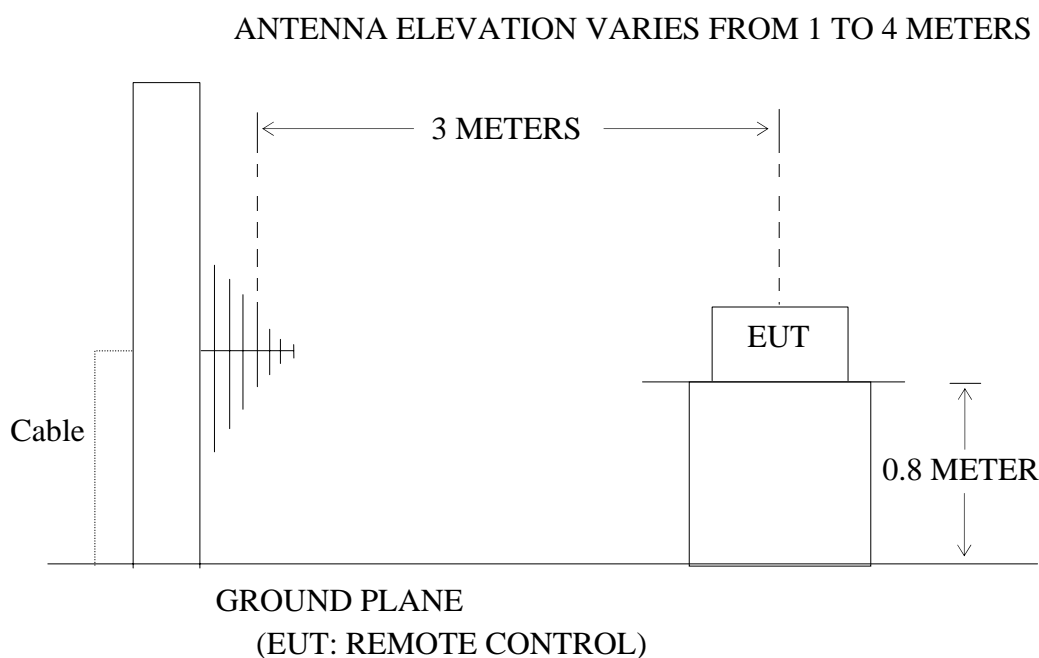 ANTENNA ELEVATION VARIES FROM 1 TO 4 METERS
3 METERS
EUT
Cable
0.8 METER
GROUND PLANE
(EUT: REMOTE CONTROL)